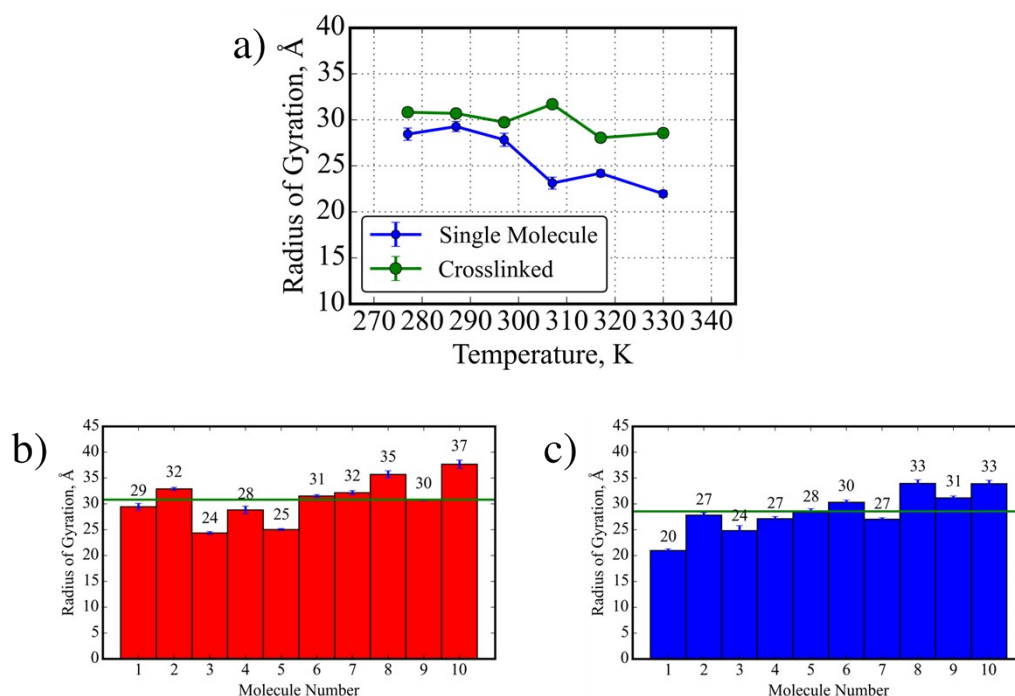 a)
Radius of Gyration, Å
40
35
30
25
20
15
10
Single Molecule
Crosslinked
270 280 290 300 310 320 330 340
Temperature, K
b)
Radius of Gyration, Å
45
40
35
30
25
20
15
10
5
0
29 32 24 28 25 31 32 35 30 37
1 2 3 4 5 6 7 8 9 10
Molecule Number
c)
Radius of Gyration, Å
45
40
35
30
25
20
15
10
5
0
20 27 24 27 28 30 27 33 31 33
1 2 3 4 5 6 7 8 9 10
Molecule Number